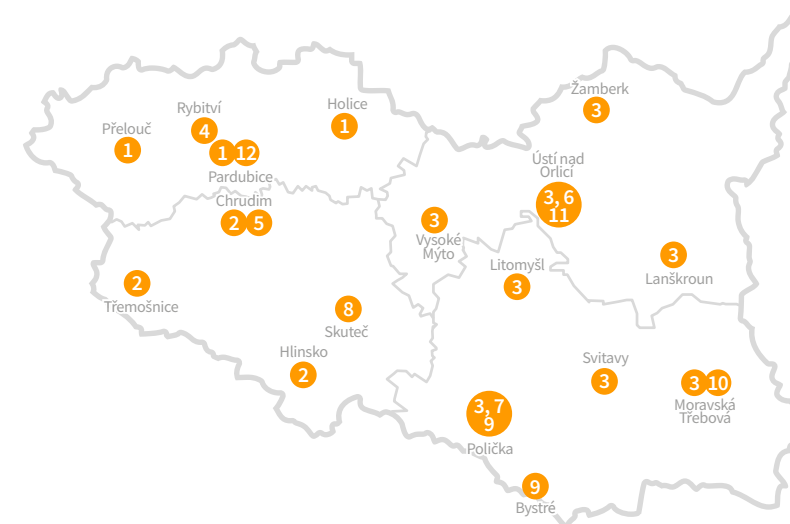 Žamberk
3
Holice
1
Rybitví
4
Přelouč
1
1 12
Pardubice
Ústí nad
Orlicí
3, 6
11
Chrudim
2 5
3
Vysoké
Mýto
3
Lanškroun
Litomyšl
3
2
Třemošnice
8
Skuteč
Hlinsko
2
Svitavy
3
3 10
Moravská
Třebová
3, 7
9
Polička
9
Bystré